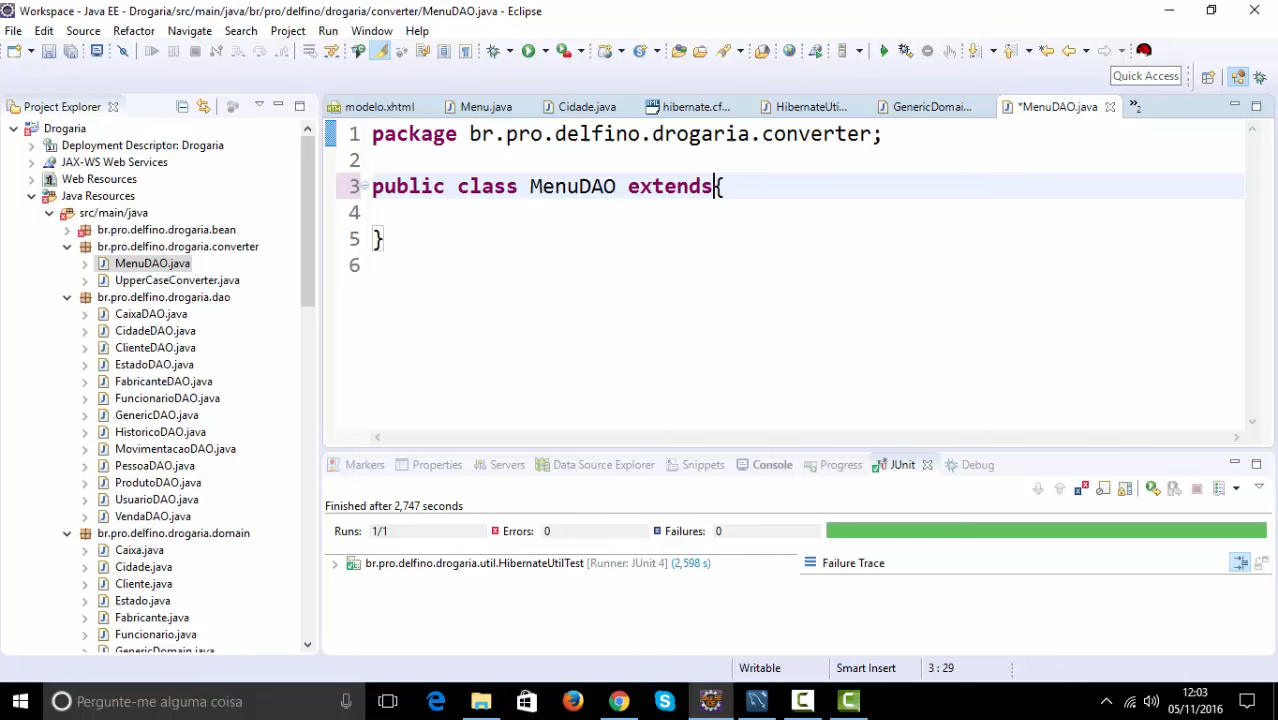 Workspace - Java EE - Drogaria/src/main/java/br/pro/delfino/drogaria/converter/MenuDAO.java - Eclipse
File Edit Source Refactor Navigate Search Project Run Window Help
Quick Access
Project Explorer
modelo.xhtml Menu.java Cidade.java hibernate.cf... HibernateUti... GenericDomai... *MenuDAO.java »2
Drogaria
Deployment Descriptor: Drogaria
JAX-WS Web Services
Web Resources
Java Resources
src/main/java
br.pro.delfino.drogaria.bean
br.pro.delfino.drogaria.converter
MenuDAO.java
UpperCaseConverter.java
br.pro.delfino.drogaria.dao
CaixaDAO.java
CidadeDAO.java
ClienteDAO.java
EstadoDAO.java
FabricanteDAO.java
FuncionarioDAO.java
GenericDAO.java
HistoricoDAO.java
MovimentacaoDAO.java
PessoaDAO.java
ProdutoDAO.java
UsuarioDAO.java
VendaDAO.java
br.pro.delfino.drogaria.domain
Caixa.java
Cidade.java
Cliente.java
Estado.java
Fabricante.java
Funcionario.java
GenericDomain.java
1 package br.pro.delfino.drogaria.converter;
2
3 public class MenuDAO extends{
4
5 }
6
Markers Properties Servers Data Source Explorer Snippets Console Progress JUnit Debug
Finished after 2,747 seconds
Runs: 1/1 Errors: 0 Failures: 0
br.pro.delfino.drogaria.util.HibernateUtilTest [Runner: JUnit 4] (2,598 s)
Failure Trace
Writable Smart Insert 3 : 29
Pergunte-me alguma coisa
12:03
05/11/2016